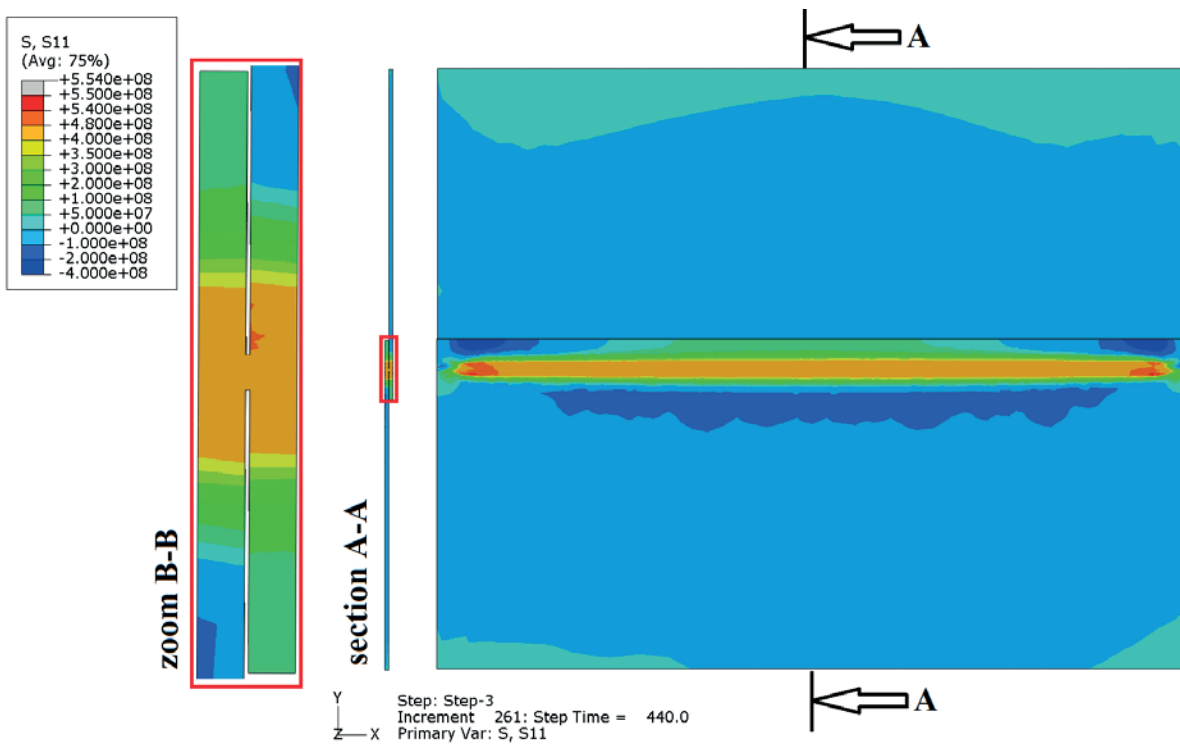 S, S11
(Avg: 75%)
+5.540e+08
+5.500e+08
+5.400e+08
+4.800e+08
+4.000e+08
+3.500e+08
+3.000e+08
+2.000e+08
+1.000e+08
+5.000e+07
+0.000e+00
-1.000e+08
-2.000e+08
-4.000e+08
zoom B-B
section A-A
A
A
Y
Z X
Step: Step-3
Increment 261: Step Time = 440.0
Primary Var: S, S11